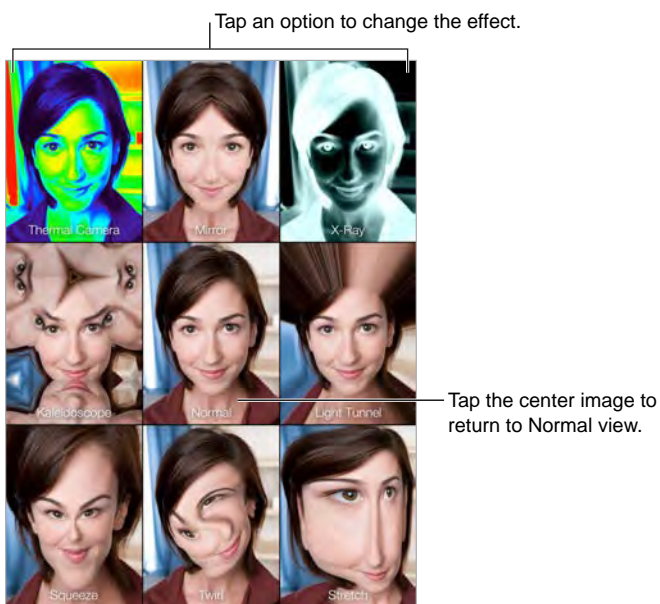 Tap an option to change the effect.
Thermal Camera
Mirror
X-Ray
Kaleidoscope
Normal
Light Tunnel
Tap the center image to
return to Normal view.
Squeeze
Twirl
Stretch